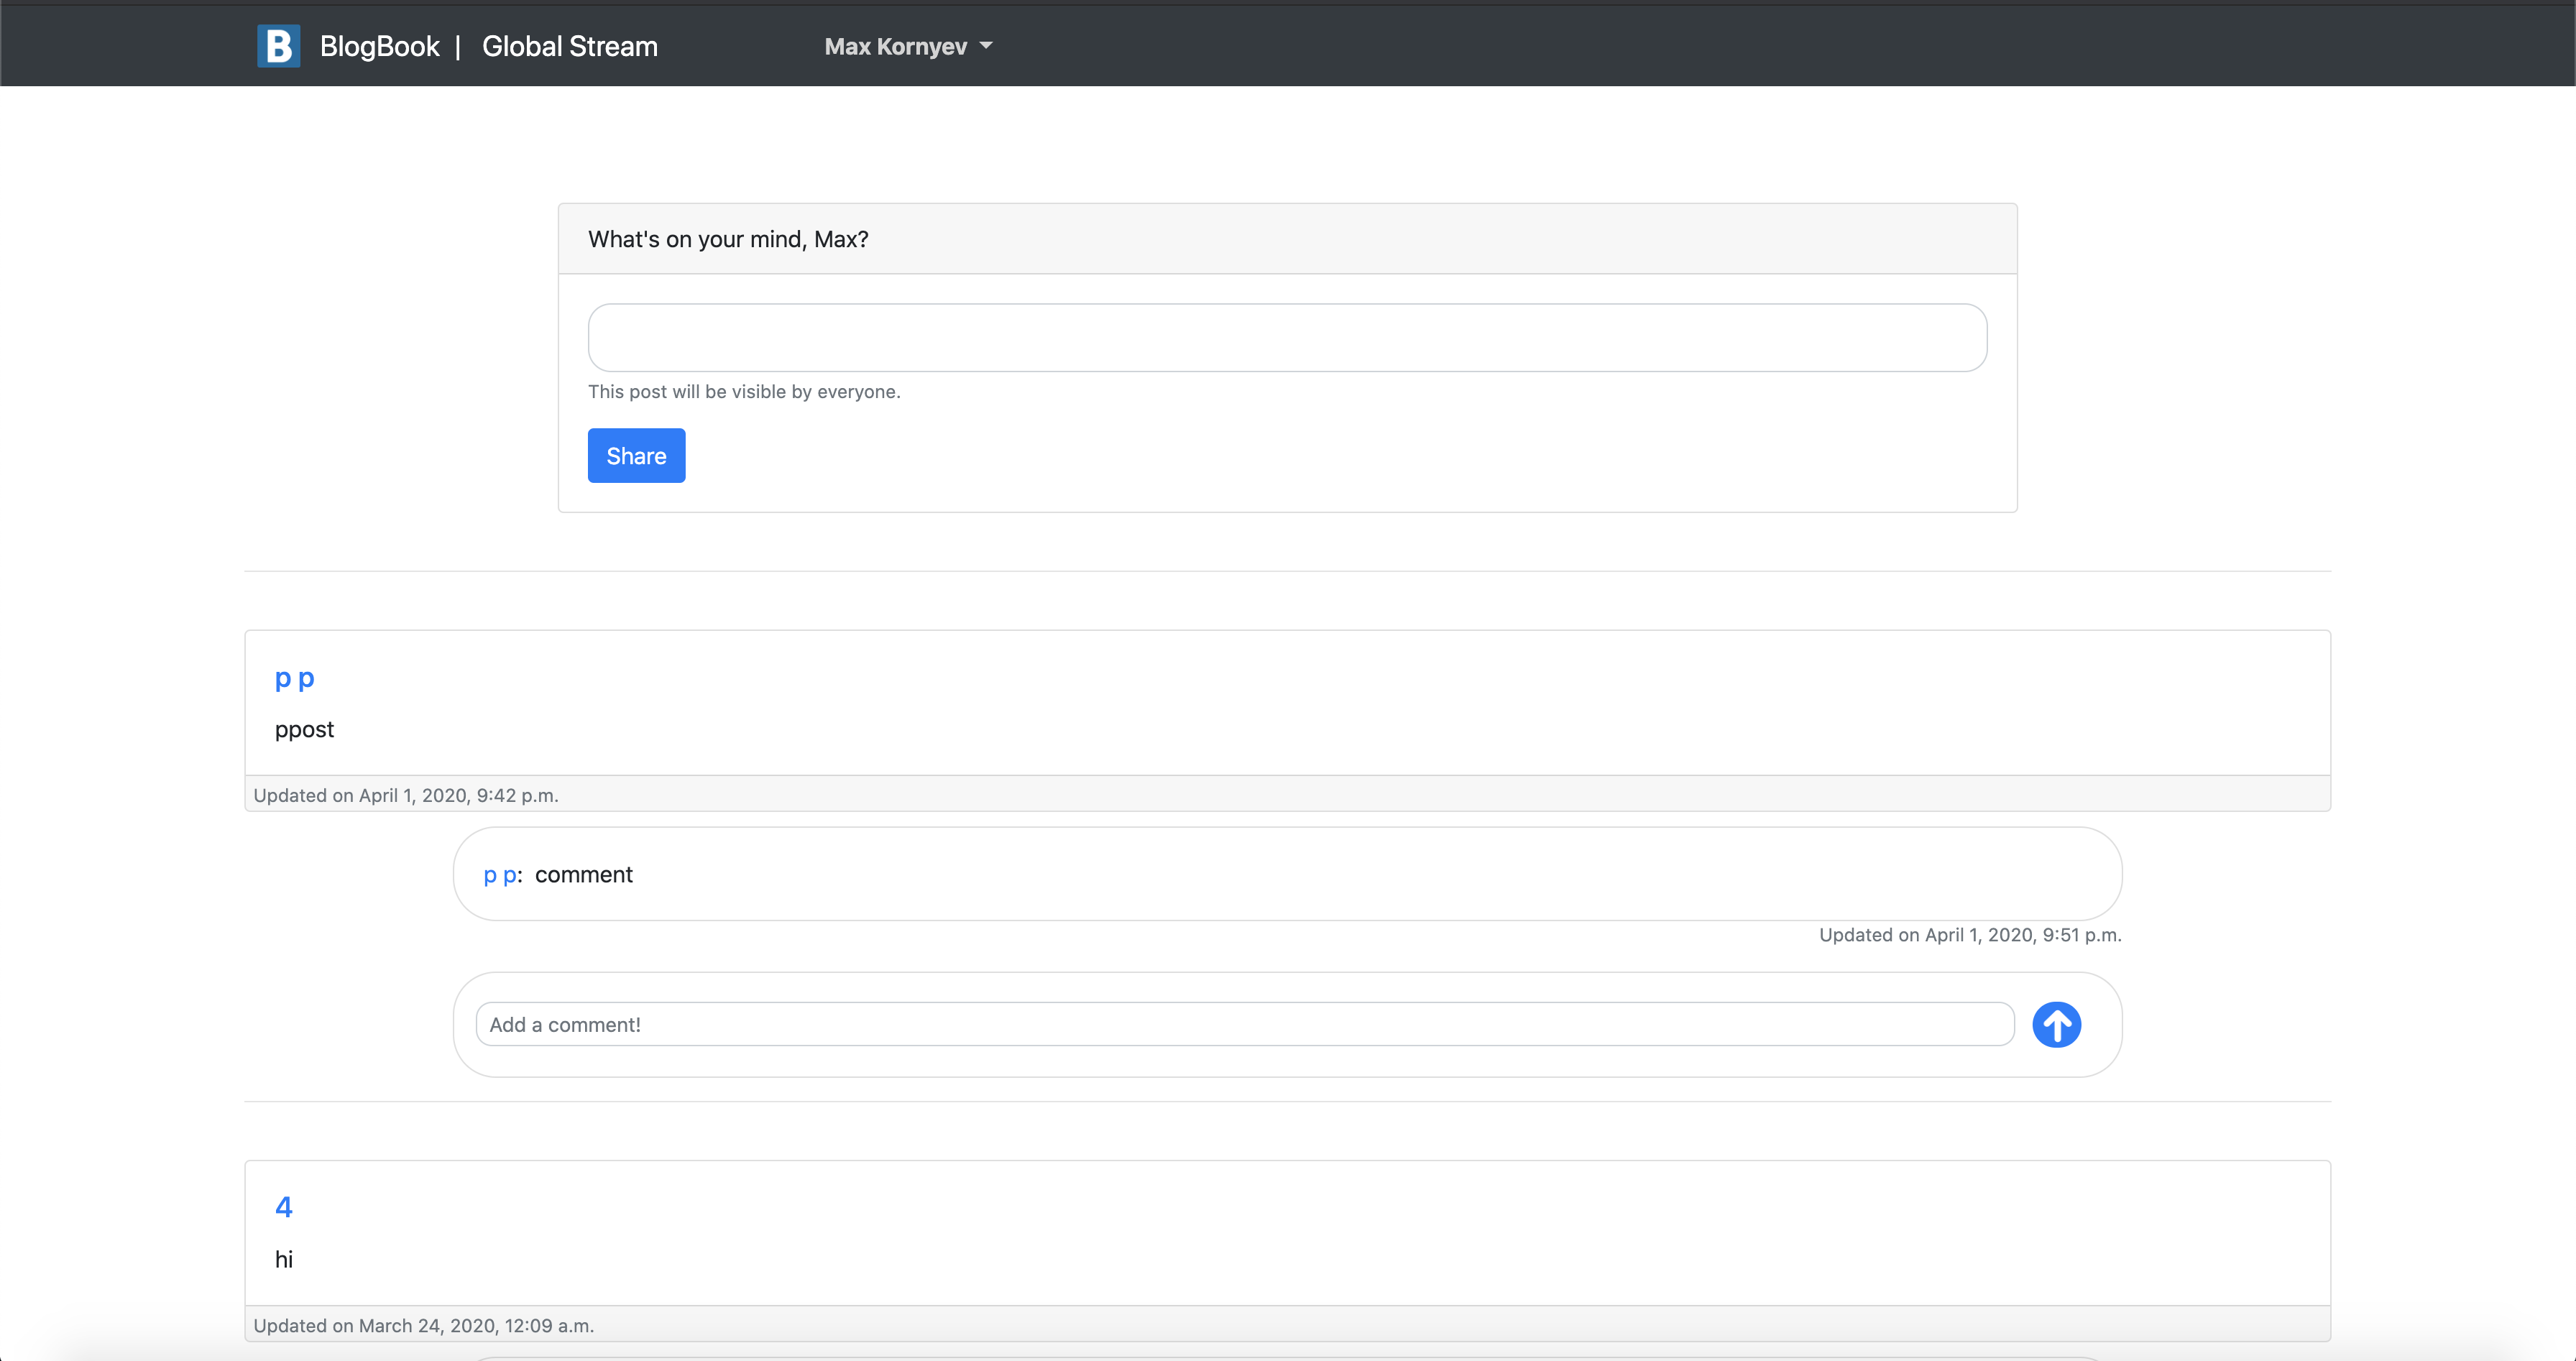 B BlogBook | Global Stream Max Kornyev
What's on your mind, Max?
This post will be visible by everyone.
Share
p p
ppost
Updated on April 1, 2020, 9:42 p.m.
p p: comment
Updated on April 1, 2020, 9:51 p.m.
Add a comment!
4
hi
Updated on March 24, 2020, 12:09 a.m.